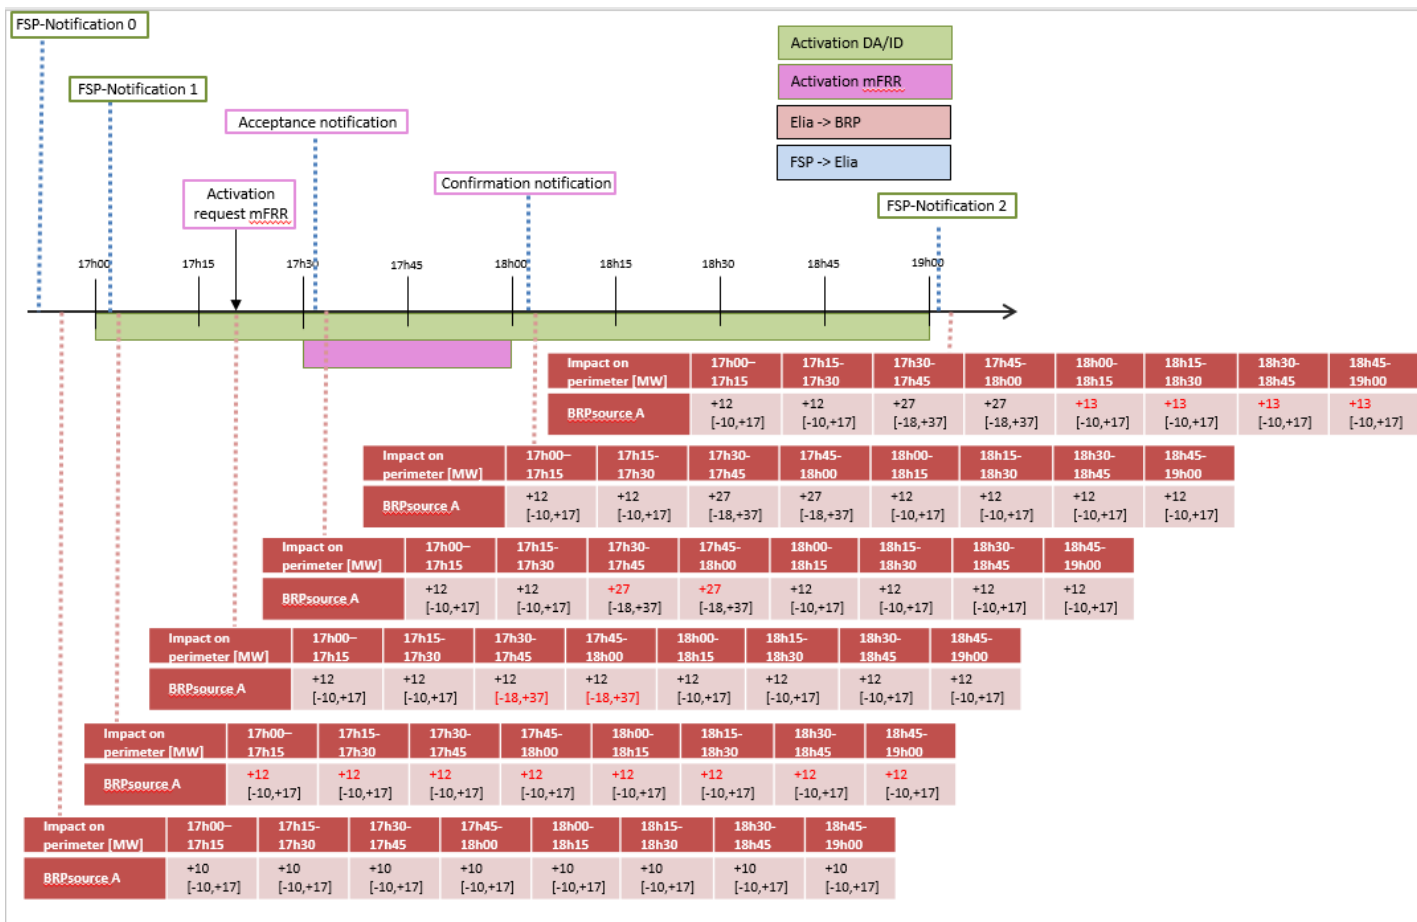 FSP-Notification 0
FSP-Notification 1
Acceptance notification
Activation
request mFRR
Confirmation notification
FSP-Notification 2
Activation DA/ID
Activation mFRR
Elia -> BRP
FSP -> Elia
17h00 17h15 17h30 17h45 18h00 18h15 18h30 18h45 19h00
Impact on 17h00– 17h15- 17h30- 17h45- 18h00- 18h15- 18h30- 18h45-
perimeter [MW] 17h15 17h30 17h45 18h00 18h15 18h30 18h45 19h00
BRPsource A +12 +12 +27 +27 +13 +13 +13 +13
[-10,+17] [-10,+17] [-18,+37] [-18,+37] [-10,+17] [-10,+17] [-10,+17] [-10,+17]
Impact on 17h00– 17h15- 17h30- 17h45- 18h00- 18h15- 18h30- 18h45-
perimeter [MW] 17h15 17h30 17h45 18h00 18h15 18h30 18h45 19h00
BRPsource A +12 +12 +27 +27 +12 +12 +12 +12
[-10,+17] [-10,+17] [-18,+37] [-18,+37] [-10,+17] [-10,+17] [-10,+17] [-10,+17]
Impact on 17h00– 17h15- 17h30- 17h45- 18h00- 18h15- 18h30- 18h45-
perimeter [MW] 17h15 17h30 17h45 18h00 18h15 18h30 18h45 19h00
BRPsource A +12 +12 +27 +27 +12 +12 +12 +12
[-10,+17] [-10,+17] [-18,+37] [-18,+37] [-10,+17] [-10,+17] [-10,+17] [-10,+17]
Impact on 17h00– 17h15- 17h30- 17h45- 18h00- 18h15- 18h30- 18h45-
perimeter [MW] 17h15 17h30 17h45 18h00 18h15 18h30 18h45 19h00
BRPsource A +12 +12 +12 +12 +12 +12 +12 +12
[-10,+17] [-10,+17] [-18,+37] [-18,+37] [-10,+17] [-10,+17] [-10,+17] [-10,+17]
Impact on 17h00– 17h15- 17h30- 17h45- 18h00- 18h15- 18h30- 18h45-
perimeter [MW] 17h15 17h30 17h45 18h00 18h15 18h30 18h45 19h00
BRPsource A +12 +12 +12 +12 +12 +12 +12 +12
[-10,+17] [-10,+17] [-10,+17] [-10,+17] [-10,+17] [-10,+17] [-10,+17] [-10,+17]
Impact on 17h00– 17h15- 17h30- 17h45- 18h00- 18h15- 18h30- 18h45-
perimeter [MW] 17h15 17h30 17h45 18h00 18h15 18h30 18h45 19h00
BRPsource A +10 +10 +10 +10 +10 +10 +10 +10
[-10,+17] [-10,+17] [-10,+17] [-10,+17] [-10,+17] [-10,+17] [-10,+17] [-10,+17]